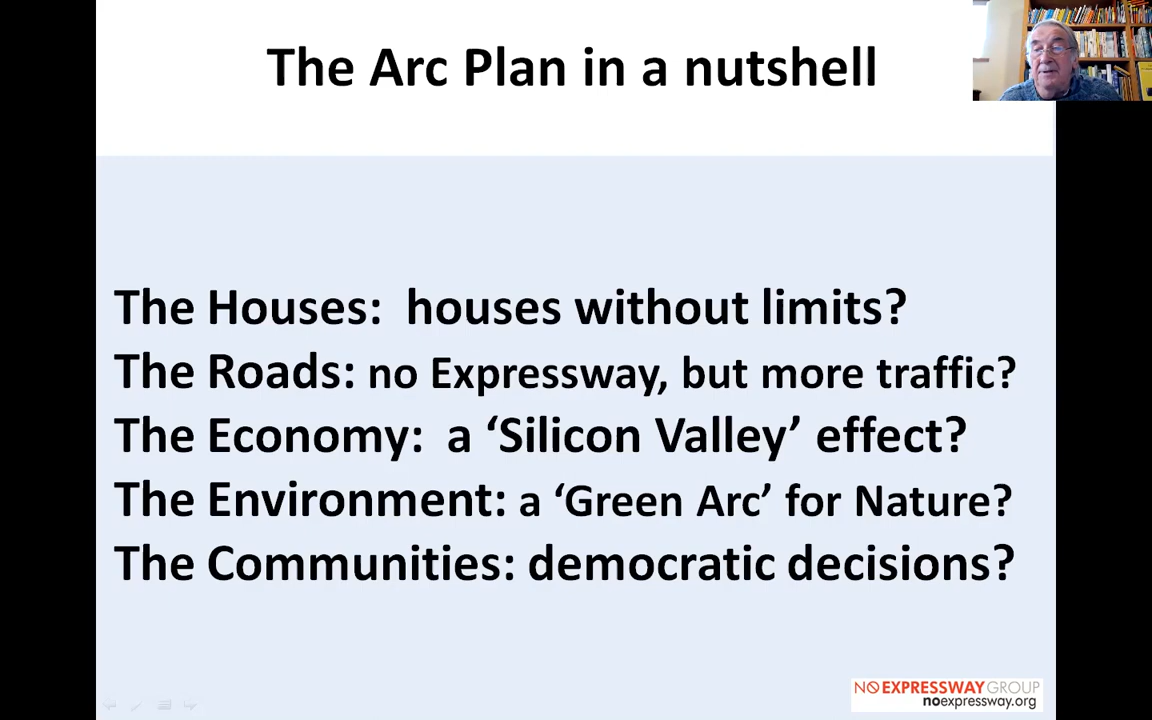 The Arc Plan in a nutshell
The Houses: houses without limits?
The Roads: no Expressway, but more traffic?
The Economy: a ‘Silicon Valley’ effect?
The Environment: a ‘Green Arc’ for Nature?
The Communities: democratic decisions?
NO EXPRESSWAY GROUP
noexpressway.org